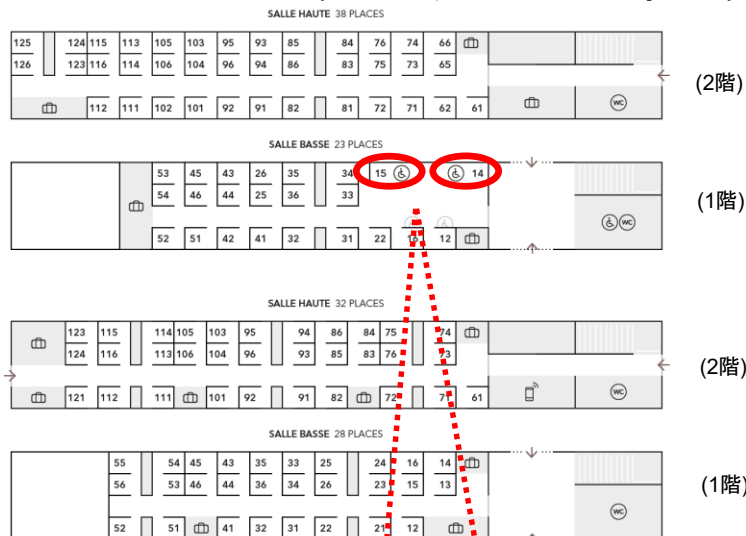 SALLE HAUTE 38 PLACES
125 124 115 113 105 103 95 93 85 84 76 74 66
126 123 116 114 106 104 96 94 86 83 75 73 65
(2階)
112 111 102 101 92 91 82 81 72 71 62 61 WC
SALLE BASSE 23 PLACES
53 45 43 26 35 34 15 14
54 46 44 25 36 33
(1階)
WC
52 51 42 41 32 31 22 16 12
SALLE HAUTE 32 PLACES
123 115 114 105 103 95 94 86 84 75 74
124 116 113 106 104 96 93 85 83 76 73
(2階)
121 112 111 101 92 91 82 72 71 61 WC
SALLE BASSE 28 PLACES
55 54 45 43 35 33 25 24 16 14
56 53 46 44 36 34 26 23 15 13
(1階)
WC
52 51 41 32 31 22 21 12